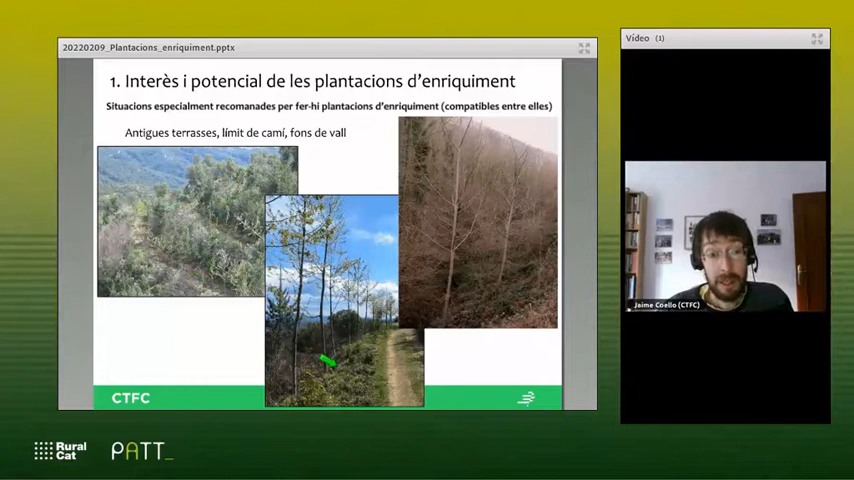 20220209_Plantacions_enriquiment.pptx
Vídeo (1)
1. Interès i potencial de les plantacions d'enriquiment
Situacions especialment recomanades per fer-hi plantacions d'enriquiment (compatibles entre elles)
Antigues terrasses, límit de camí, fons de vall
Jaime Coello (CTFC)
CTFC
Rural
Cat
PATT_